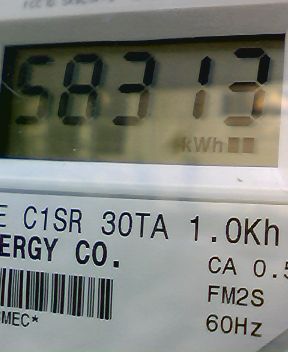 58313
kWh
E C1SR 30TA 1.0Kh
ERGY CO.
CA 0.5
FM2S
MEC*
60Hz